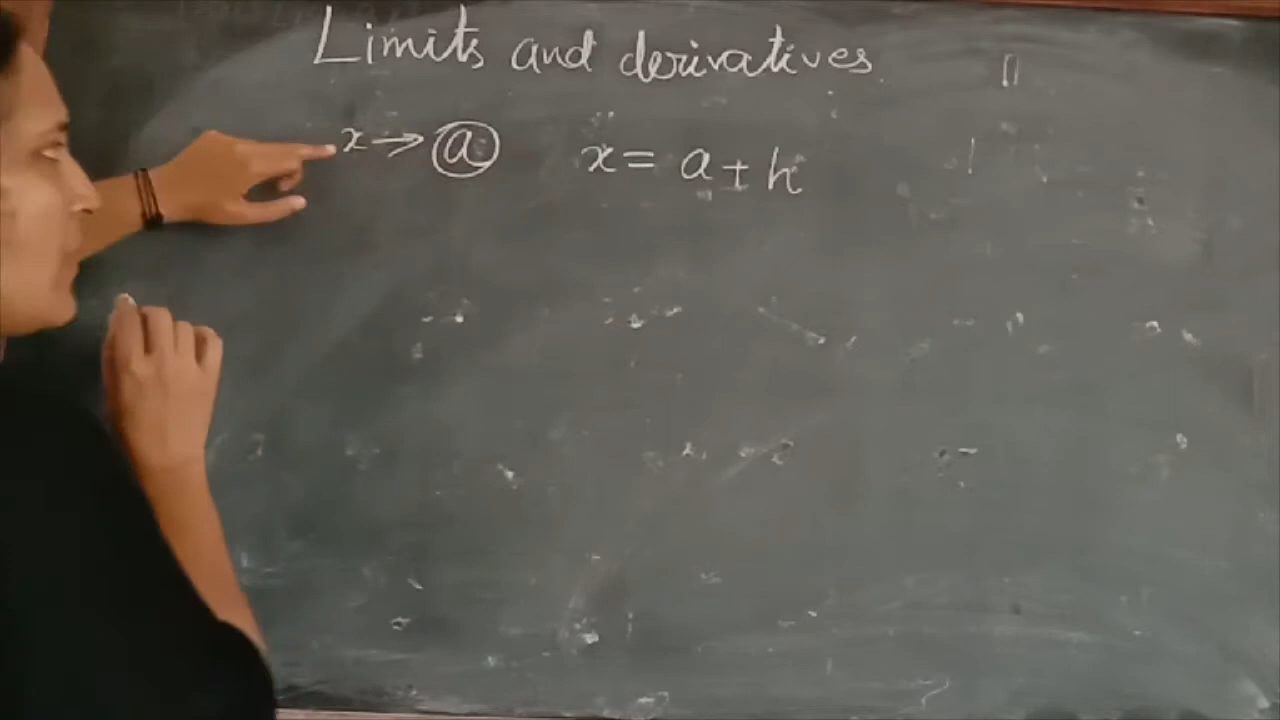 Limits and derivatives
x → a x = a ± h